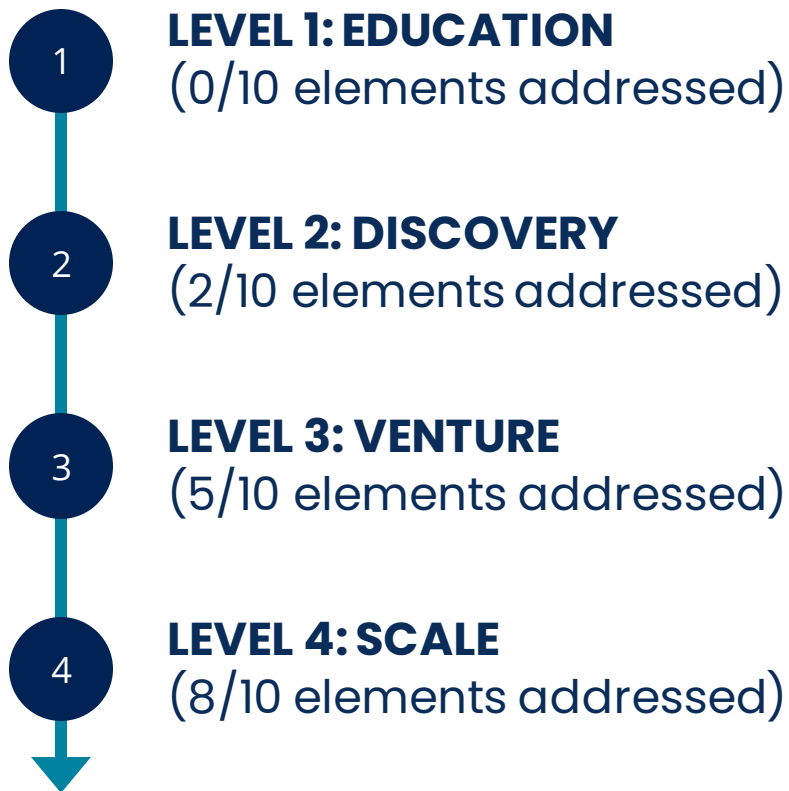 1
LEVEL 1: EDUCATION
(0/10 elements addressed)
2
LEVEL 2: DISCOVERY
(2/10 elements addressed)
3
LEVEL 3: VENTURE
(5/10 elements addressed)
4
LEVEL 4: SCALE
(8/10 elements addressed)